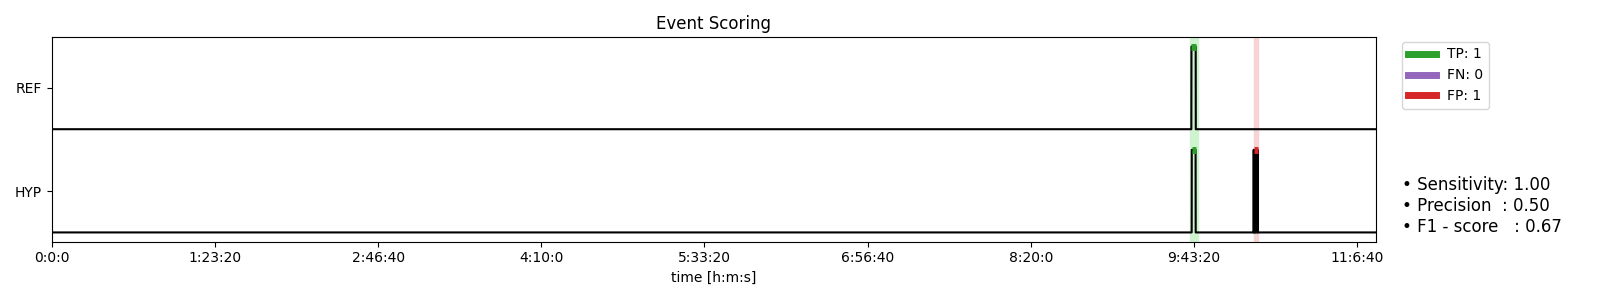 Event Scoring
REF
HYP
0:0:0
1:23:20
2:46:40
4:10:0
5:33:20
6:56:40
8:20:0
9:43:20
11:6:40
time [h:m:s]
TP: 1
FN: 0
FP: 1
• Sensitivity: 1.00
• Precision  : 0.50
• F1 - score   : 0.67